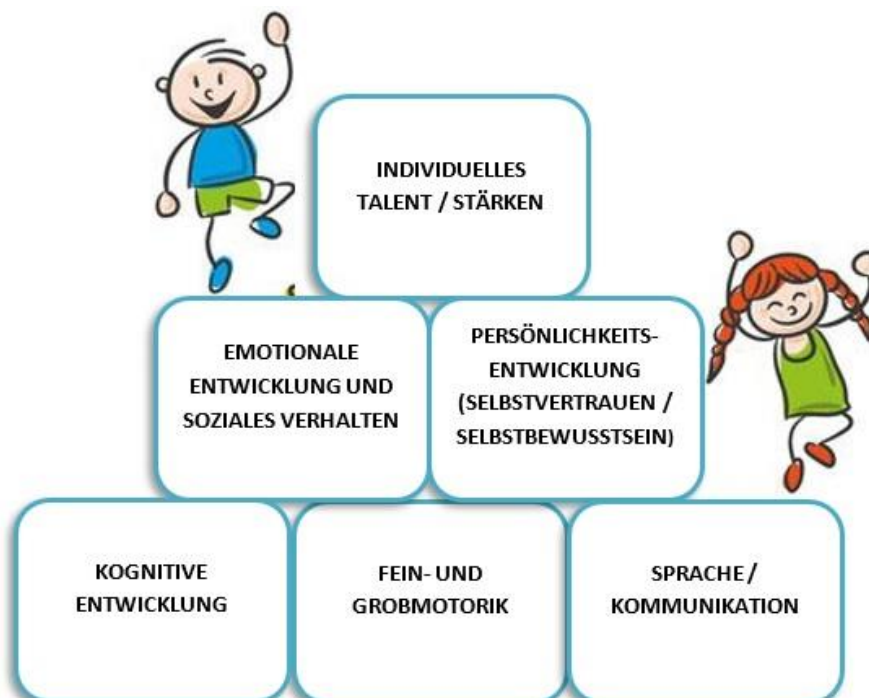 INDIVIDUELLES
TALENT / STÄRKEN
EMOTIONALE
ENTWICKLUNG UND
SOZIALES VERHALTEN
PERSÖNLICHKEITS-
ENTWICKLUNG
(SELBSTVERTRAUEN /
SELBSTBEWUSSTSEIN)
KOGNITIVE
ENTWICKLUNG
FEIN- UND
GROBMOTORIK
SPRACHE /
KOMMUNIKATION